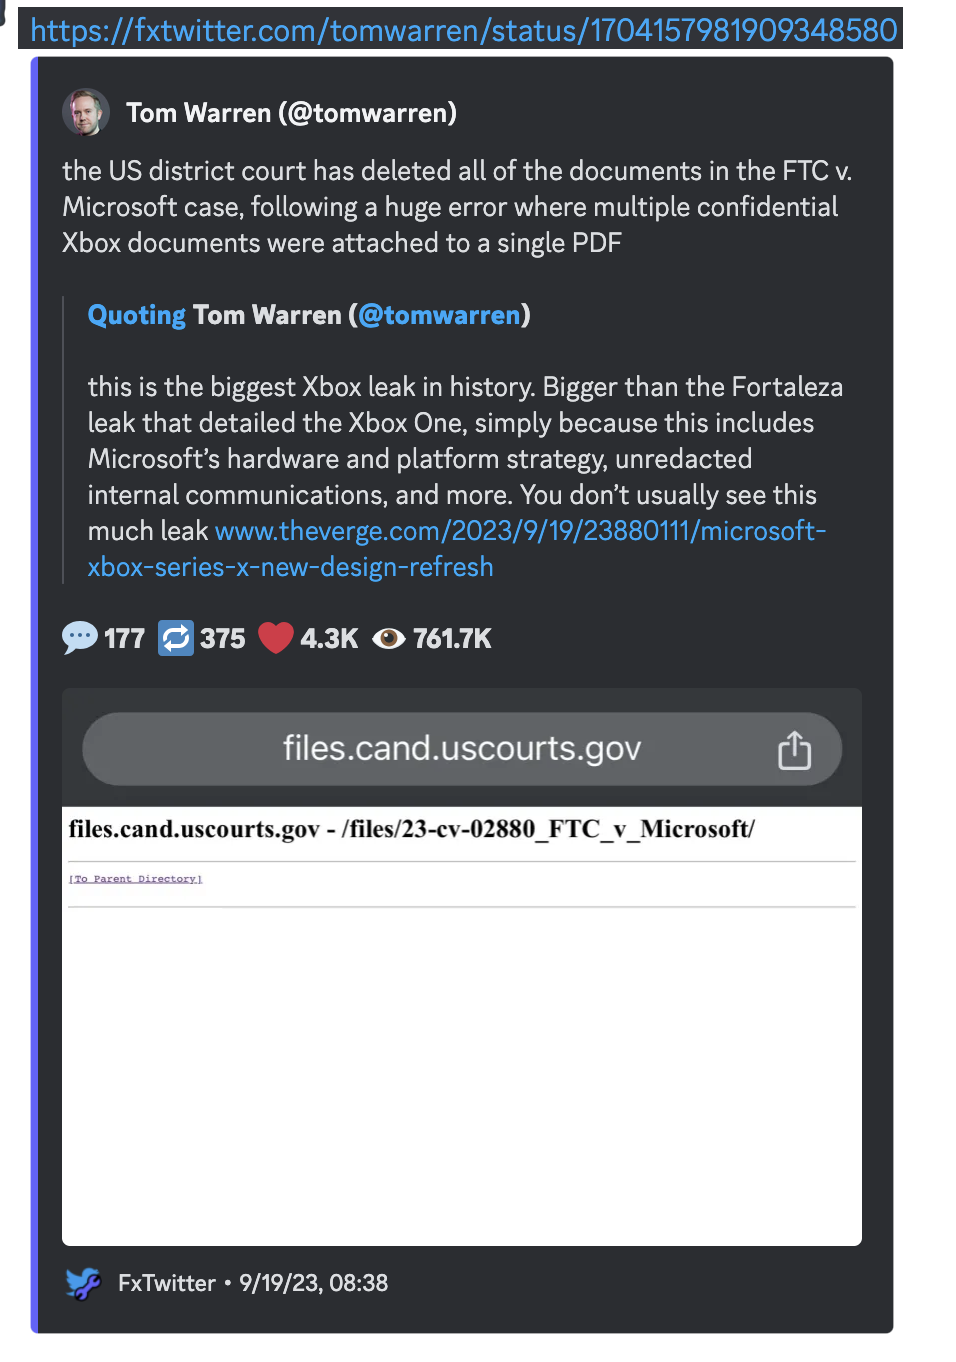 https://fxtwitter.com/tomwarren/status/1704157981909348580
Tom Warren (@tomwarren)
the US district court has deleted all of the documents in the FTC v.
Microsoft case, following a huge error where multiple confidential
Xbox documents were attached to a single PDF
Quoting Tom Warren (@tomwarren)
this is the biggest Xbox leak in history. Bigger than the Fortaleza
leak that detailed the Xbox One, simply because this includes
Microsoft’s hardware and platform strategy, unredacted
internal communications, and more. You don’t usually see this
much leak www.theverge.com/2023/9/19/23880111/microsoft-
xbox-series-x-new-design-refresh
💬 177 🔁 375 ❤️ 4.3K 👁️ 761.7K
files.cand.uscourts.gov
files.cand.uscourts.gov - /files/23-cv-02880_FTC_v_Microsoft/
[To Parent Directory]
FxTwitter • 9/19/23, 08:38